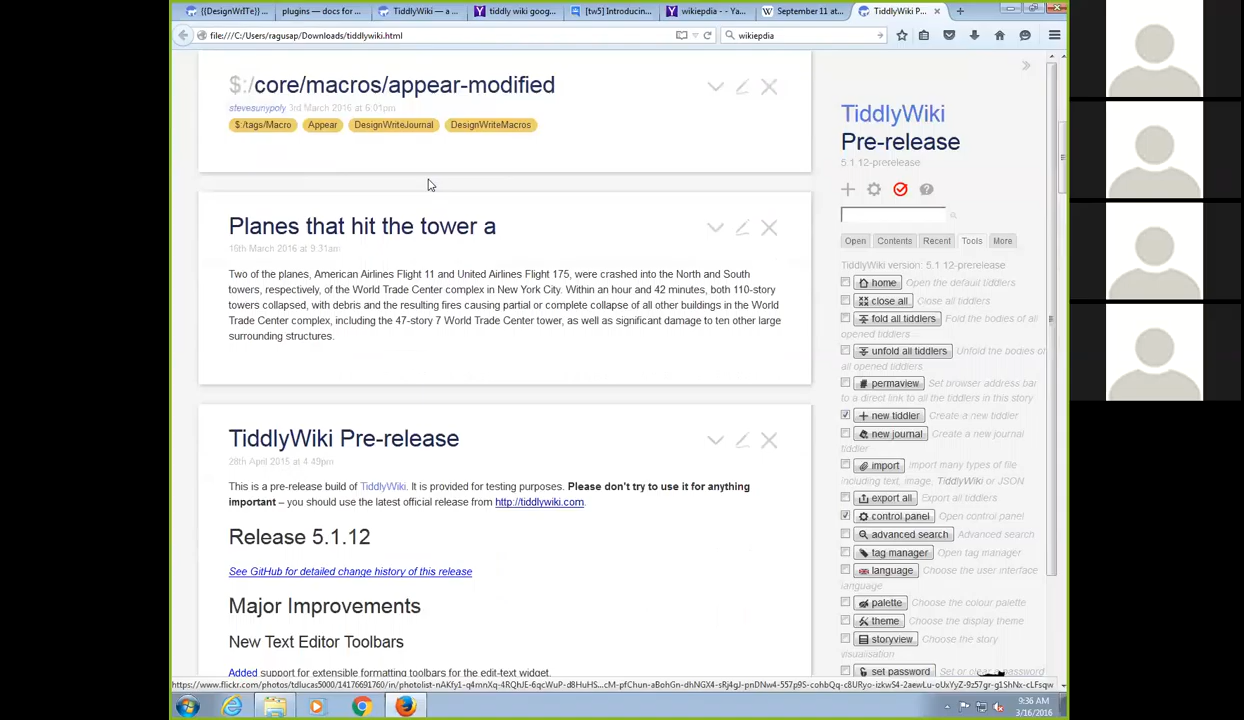 {{DesignWrITe}...
plugins — docs for ...
TiddlyWiki — a ...
tiddly wiki goog...
[tw5] Introducin...
wikiepdia - - Ya...
September 11 at...
TiddlyWiki P...
file:///C:/Users/ragusap/Downloads/tiddlywiki.html
wikiepdia
$:/core/macros/appear-modified
stevesunypoly 3rd March 2016 at 6:01pm
$:/tags/Macro Appear DesignWriteJournal DesignWriteMacros
Planes that hit the tower a
16th March 2016 at 9:31am
Two of the planes, American Airlines Flight 11 and United Airlines Flight 175, were crashed into the North and South
towers, respectively, of the World Trade Center complex in New York City. Within an hour and 42 minutes, both 110-story
towers collapsed, with debris and the resulting fires causing partial or complete collapse of all other buildings in the World
Trade Center complex, including the 47-story 7 World Trade Center tower, as well as significant damage to ten other large
surrounding structures.
TiddlyWiki Pre-release
28th April 2015 at 4:49pm
This is a pre-release build of TiddlyWiki. It is provided for testing purposes. Please don't try to use it for anything
important – you should use the latest official release from http://tiddlywiki.com.
Release 5.1.12
See GitHub for detailed change history of this release
Major Improvements
New Text Editor Toolbars
Added support for extensible formatting toolbars for the edit-text widget.
TiddlyWiki
Pre-release
5.1.12-prerelease
Open Contents Recent Tools More
TiddlyWiki version: 5.1.12-prerelease
home Open the default tiddlers
close all Close all tiddlers
fold all tiddlers Fold the bodies of all
opened tiddlers
unfold all tiddlers Unfold the bodies of
all opened tiddlers
permaview Set browser address bar
to a direct link to all the tiddlers in this story
new tiddler Create a new tiddler
new journal Create a new journal
tiddler
import Import many types of file
including text, image, TiddlyWiki or JSON
export all Export all tiddlers
control panel Open control panel
advanced search Advanced search
tag manager Open tag manager
language Choose the user interface
language
palette Choose the colour palette
theme Choose the display theme
storyview Choose the story
visualisation
set password Set or clear a password
9:36 AM
3/16/2016